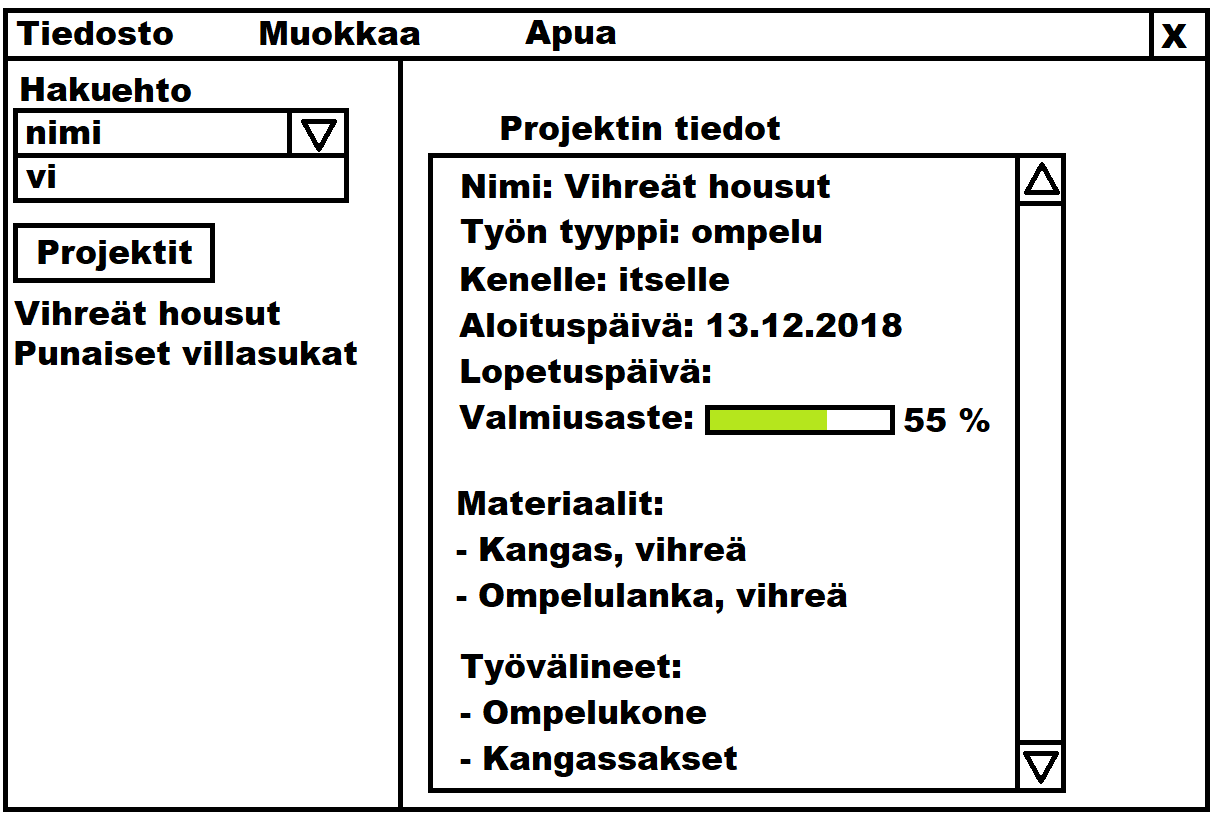 Tiedosto Muokkaa Apua X
Hakuehto
nimi
vi
Projektit
Vihreät housut
Punaiset villasukat
Projektin tiedot
Nimi: Vihreät housut
Työn tyyppi: ompelu
Kenelle: itselle
Aloituspäivä: 13.12.2018
Lopetuspäivä:
Valmiusaste: 55 %
Materiaalit:
- Kangas, vihreä
- Ompelulanka, vihreä
Työvälineet:
- Ompelukone
- Kangassakset